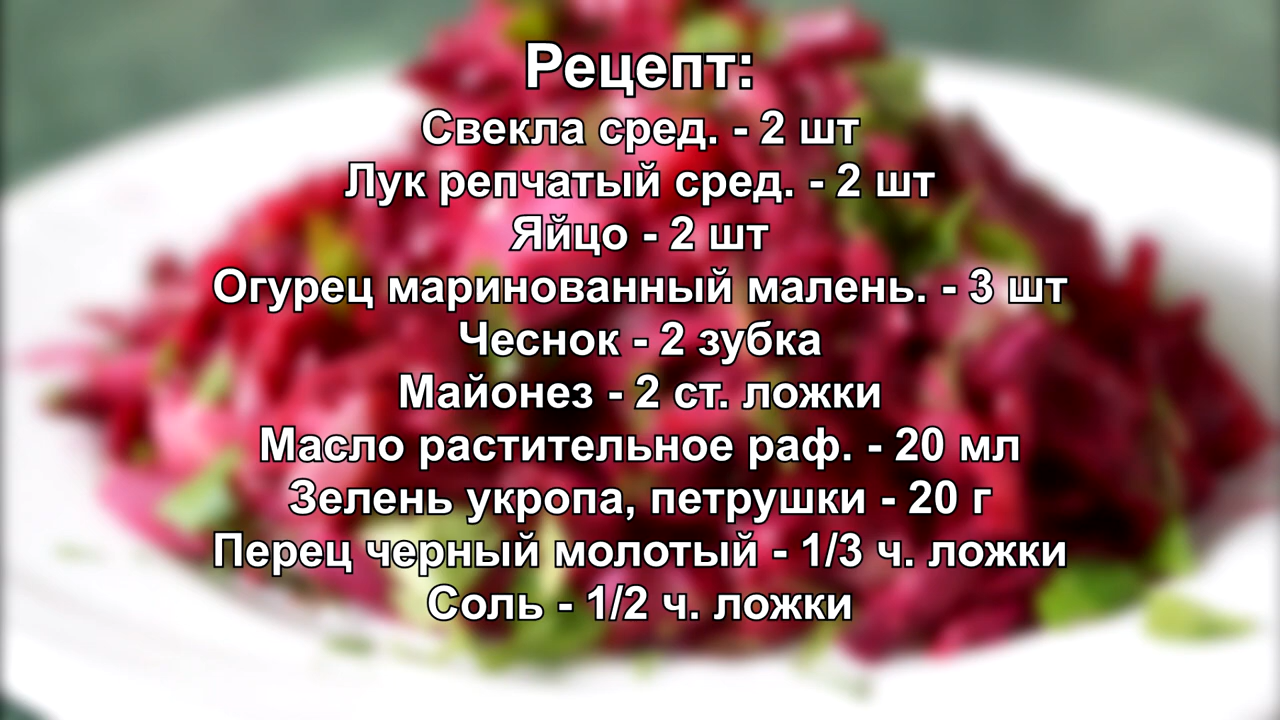 Рецепт:
Свекла сред. - 2 шт
Лук репчатый сред. - 2 шт
Яйцо - 2 шт
Огурец маринованный малень. - 3 шт
Чеснок - 2 зубка
Майонез - 2 ст. ложки
Масло растительное раф. - 20 мл
Зелень укропа, петрушки - 20 г
Перец черный молотый - 1/3 ч. ложки
Соль - 1/2 ч. ложки